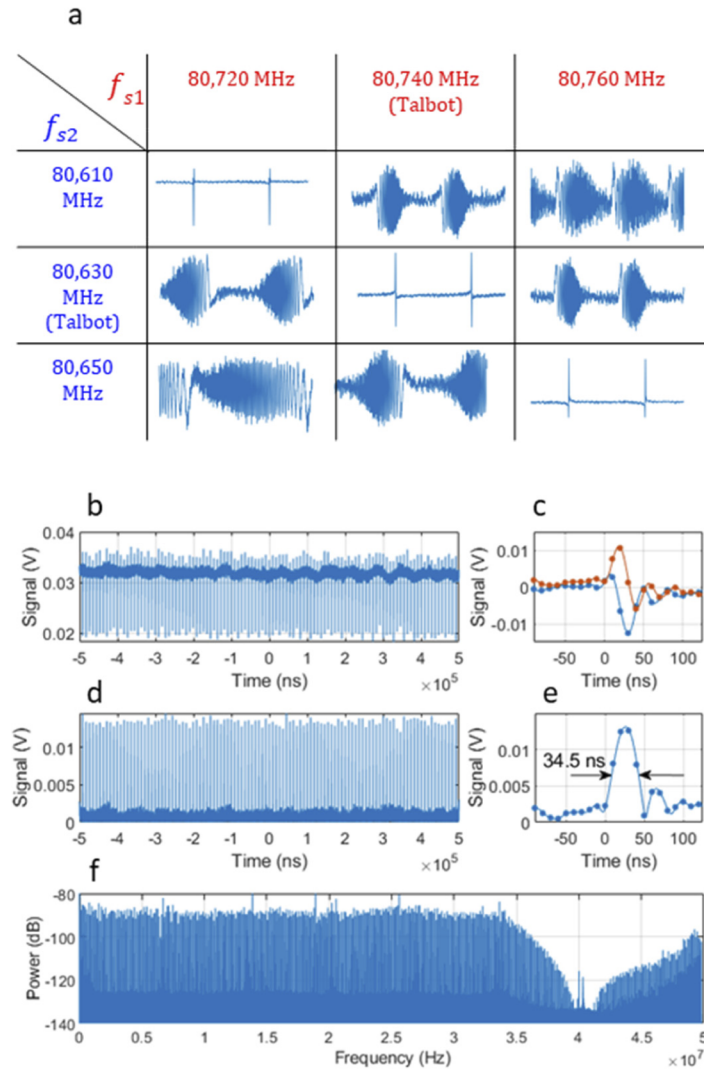 a
f_s1
f_s2
80,720 MHz
80,740 MHz
(Talbot)
80,760 MHz
80,610
MHz
80,630
MHz
(Talbot)
80,650
MHz
b
Signal (V)
0.04
0.03
0.02
-5 -4 -3 -2 -1 0 1 2 3 4 5
Time (ns)
×10^5
c
Signal (V)
0.01
0
-0.01
-50 0 50 100
Time (ns)
d
Signal (V)
0.01
0.005
0
-5 -4 -3 -2 -1 0 1 2 3 4 5
Time (ns)
×10^5
e
Signal (V)
0.01
0.005
0
34.5 ns
-50 0 50 100
Time (ns)
f
Power (dB)
-80
-100
-120
-140
0 0.5 1 1.5 2 2.5 3 3.5 4 4.5 5
Frequency (Hz)
×10^7